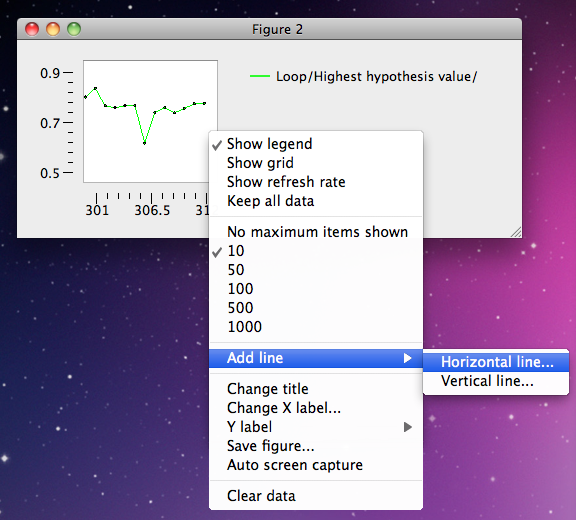 Figure 2
0.9
0.7
0.5
301
306.5
31
Loop/Highest hypothesis value/
Show legend
Show grid
Show refresh rate
Keep all data
No maximum items shown
10
50
100
500
1000
Add line
Horizontal line...
Vertical line...
Change title
Change X label...
Y label
Save figure...
Auto screen capture
Clear data